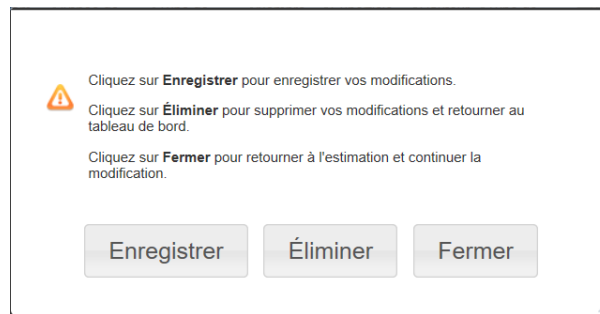 Cliquez sur Enregistrer pour enregistrer vos modifications.
Cliquez sur Éliminer pour supprimer vos modifications et retourner au
tableau de bord.
Cliquez sur Fermer pour retourner à l'estimation et continuer la
modification.
Enregistrer Éliminer Fermer